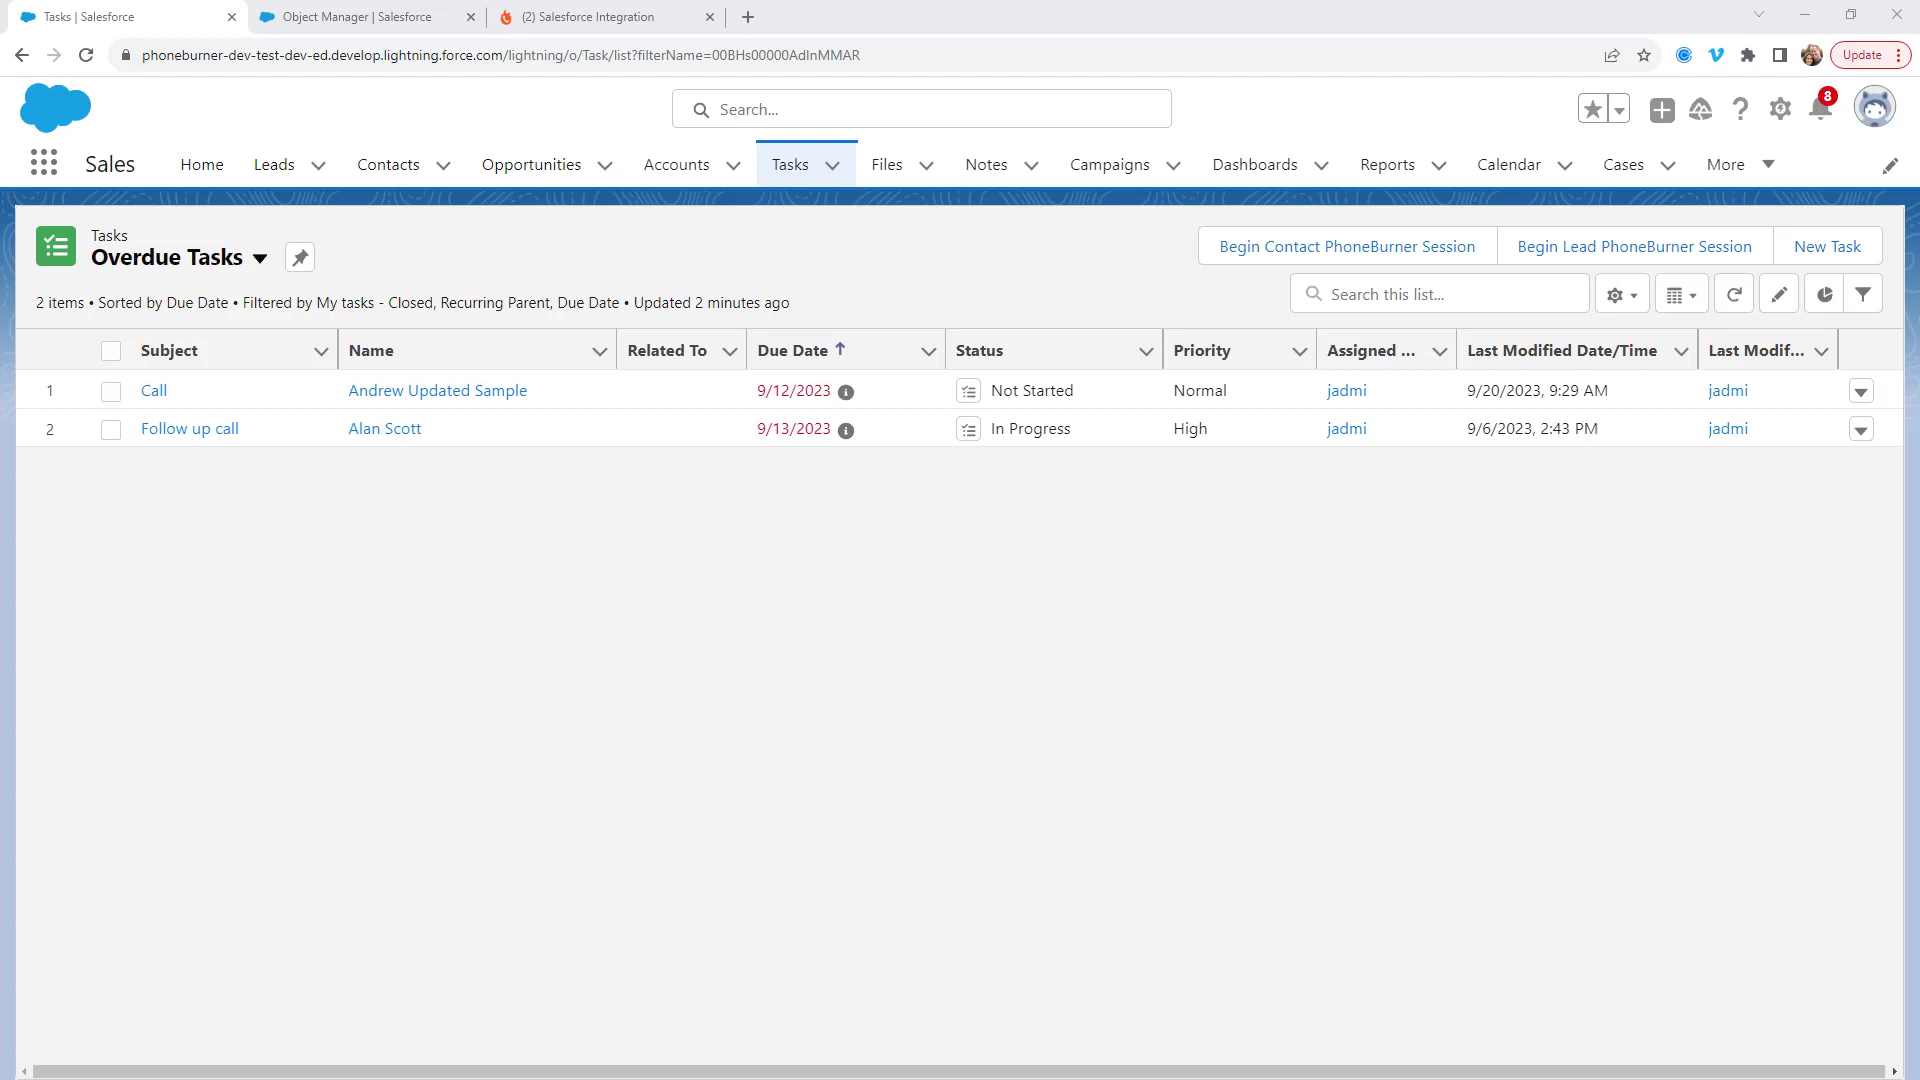 Tasks | Salesforce
Object Manager | Salesforce
(2) Salesforce Integration
phoneburner-dev-test-dev-ed.develop.lightning.force.com/lightning/o/Task/list?filterName=00BHs00000AdInMMAR
Update
Search...
8
Sales
Home
Leads
Contacts
Opportunities
Accounts
Tasks
Files
Notes
Campaigns
Dashboards
Reports
Calendar
Cases
More
Tasks
Overdue Tasks
Begin Contact PhoneBurner Session
Begin Lead PhoneBurner Session
New Task
2 items • Sorted by Due Date • Filtered by My tasks - Closed, Recurring Parent, Due Date • Updated 2 minutes ago
Search this list...
Subject Name Related To Due Date Status Priority Assigned ... Last Modified Date/Time Last Modif...
1 Call Andrew Updated Sample 9/12/2023 Not Started Normal jadmi 9/20/2023, 9:29 AM jadmi
2 Follow up call Alan Scott 9/13/2023 In Progress High jadmi 9/6/2023, 2:43 PM jadmi